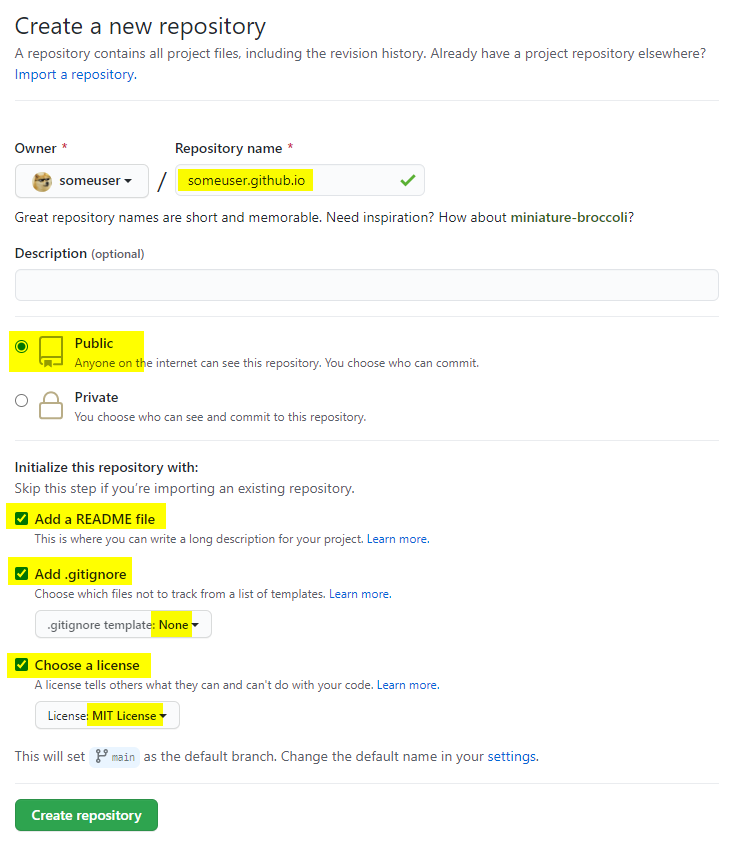 Create a new repository
A repository contains all project files, including the revision history. Already have a project repository elsewhere?
Import a repository.
Owner * Repository name *
someuser / someuser.github.io
Great repository names are short and memorable. Need inspiration? How about miniature-broccoli?
Description (optional)
Public
Anyone on the internet can see this repository. You choose who can commit.
Private
You choose who can see and commit to this repository.
Initialize this repository with:
Skip this step if you're importing an existing repository.
Add a README file
This is where you can write a long description for your project. Learn more.
Add .gitignore
Choose which files not to track from a list of templates. Learn more.
.gitignore template: None
Choose a license
A license tells others what they can and can't do with your code. Learn more.
License: MIT License
This will set main as the default branch. Change the default name in your settings.
Create repository